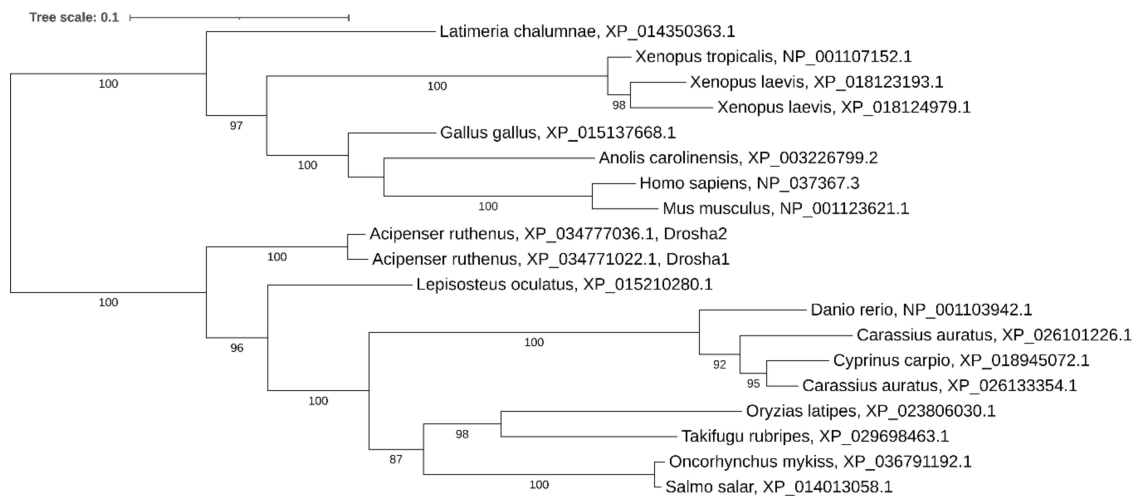 Tree scale: 0.1
Latimeria chalumnae, XP_014350363.1
Xenopus tropicalis, NP_001107152.1
100
100
Xenopus laevis, XP_018123193.1
98
Xenopus laevis, XP_018124979.1
97
Gallus gallus, XP_015137668.1
100
Anolis carolinensis, XP_003226799.2
Homo sapiens, NP_037367.3
100
Mus musculus, NP_001123621.1
Acipenser ruthenus, XP_034777036.1, Drosha2
100
Acipenser ruthenus, XP_034771022.1, Drosha1
Lepisosteus oculatus, XP_015210280.1
100
Danio rerio, NP_001103942.1
Carassius auratus, XP_026101226.1
96
100
Cyprinus carpio, XP_018945072.1
92
95
Carassius auratus, XP_026133354.1
100
Oryzias latipes, XP_023806030.1
98
Takifugu rubripes, XP_029698463.1
87
Oncorhynchus mykiss, XP_036791192.1
100
Salmo salar, XP_014013058.1